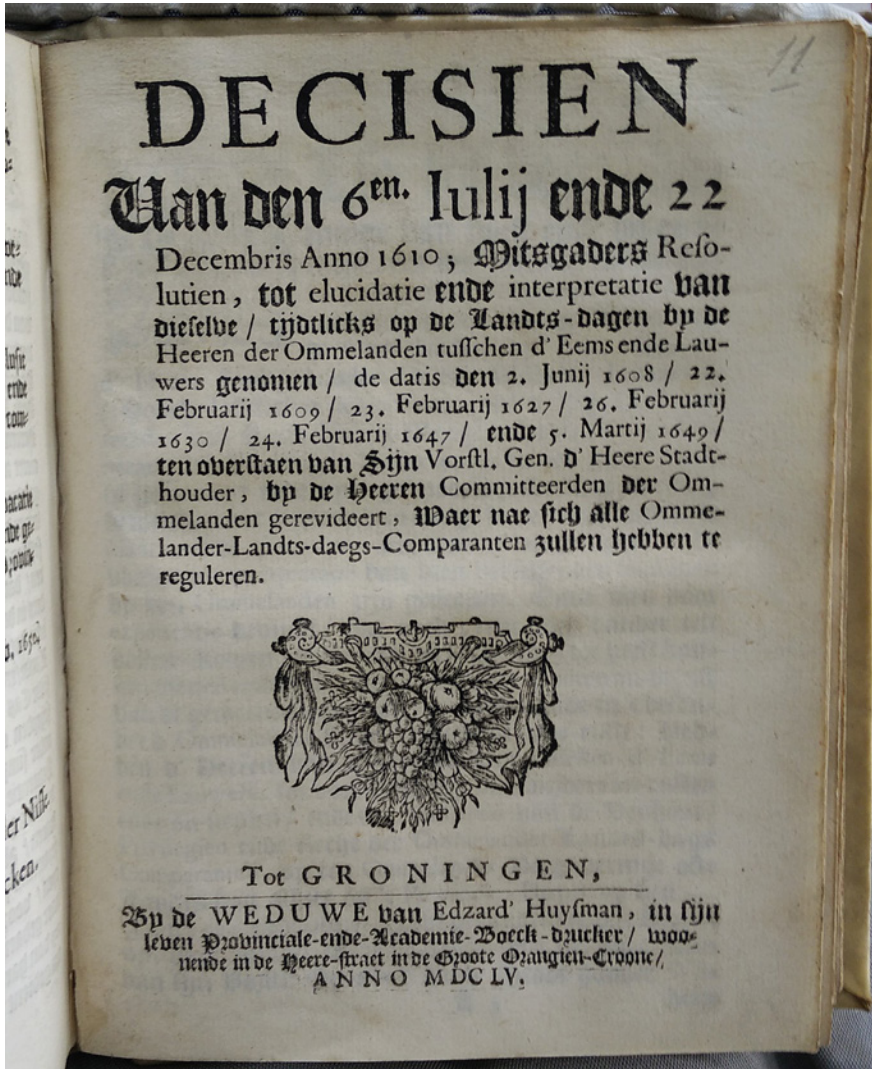 11
DECISIEN
Van den 6en. Iulij ende 22
Decembris Anno 1610; Mitsgaders Reso-
lutien, tot elucidatie ende interpretatie van
dieselve / tijdtlicks op de Landts-dagen by de
Heeren der Ommelanden tusschen d'Eems ende Lau-
wers genomen / de datis den 2. Junij 1608 / 22.
Februarij 1609 / 23. Februarij 1627 / 26. Februarij
1630 / 24. Februarij 1647 / ende 5. Martij 1649 /
ten overstaen van Sijn Vorstl. Gen. d'Heere Stadt-
houder, by de Heeren Committeerden der Om-
melanden gerevideert, Waer nae sich alle Omme-
lander-Landts-daegs-Comparanten zullen hebben te
reguleren.
Tot GRONINGEN,
By de WEDUWE van Edzard' Huysman, in sijn
leven Provinciale-ende-Academie-Boeck-drucker / woo-
nende in de Heere-straet in de Groote Orangien-Croone /
ANNO MDCLV.